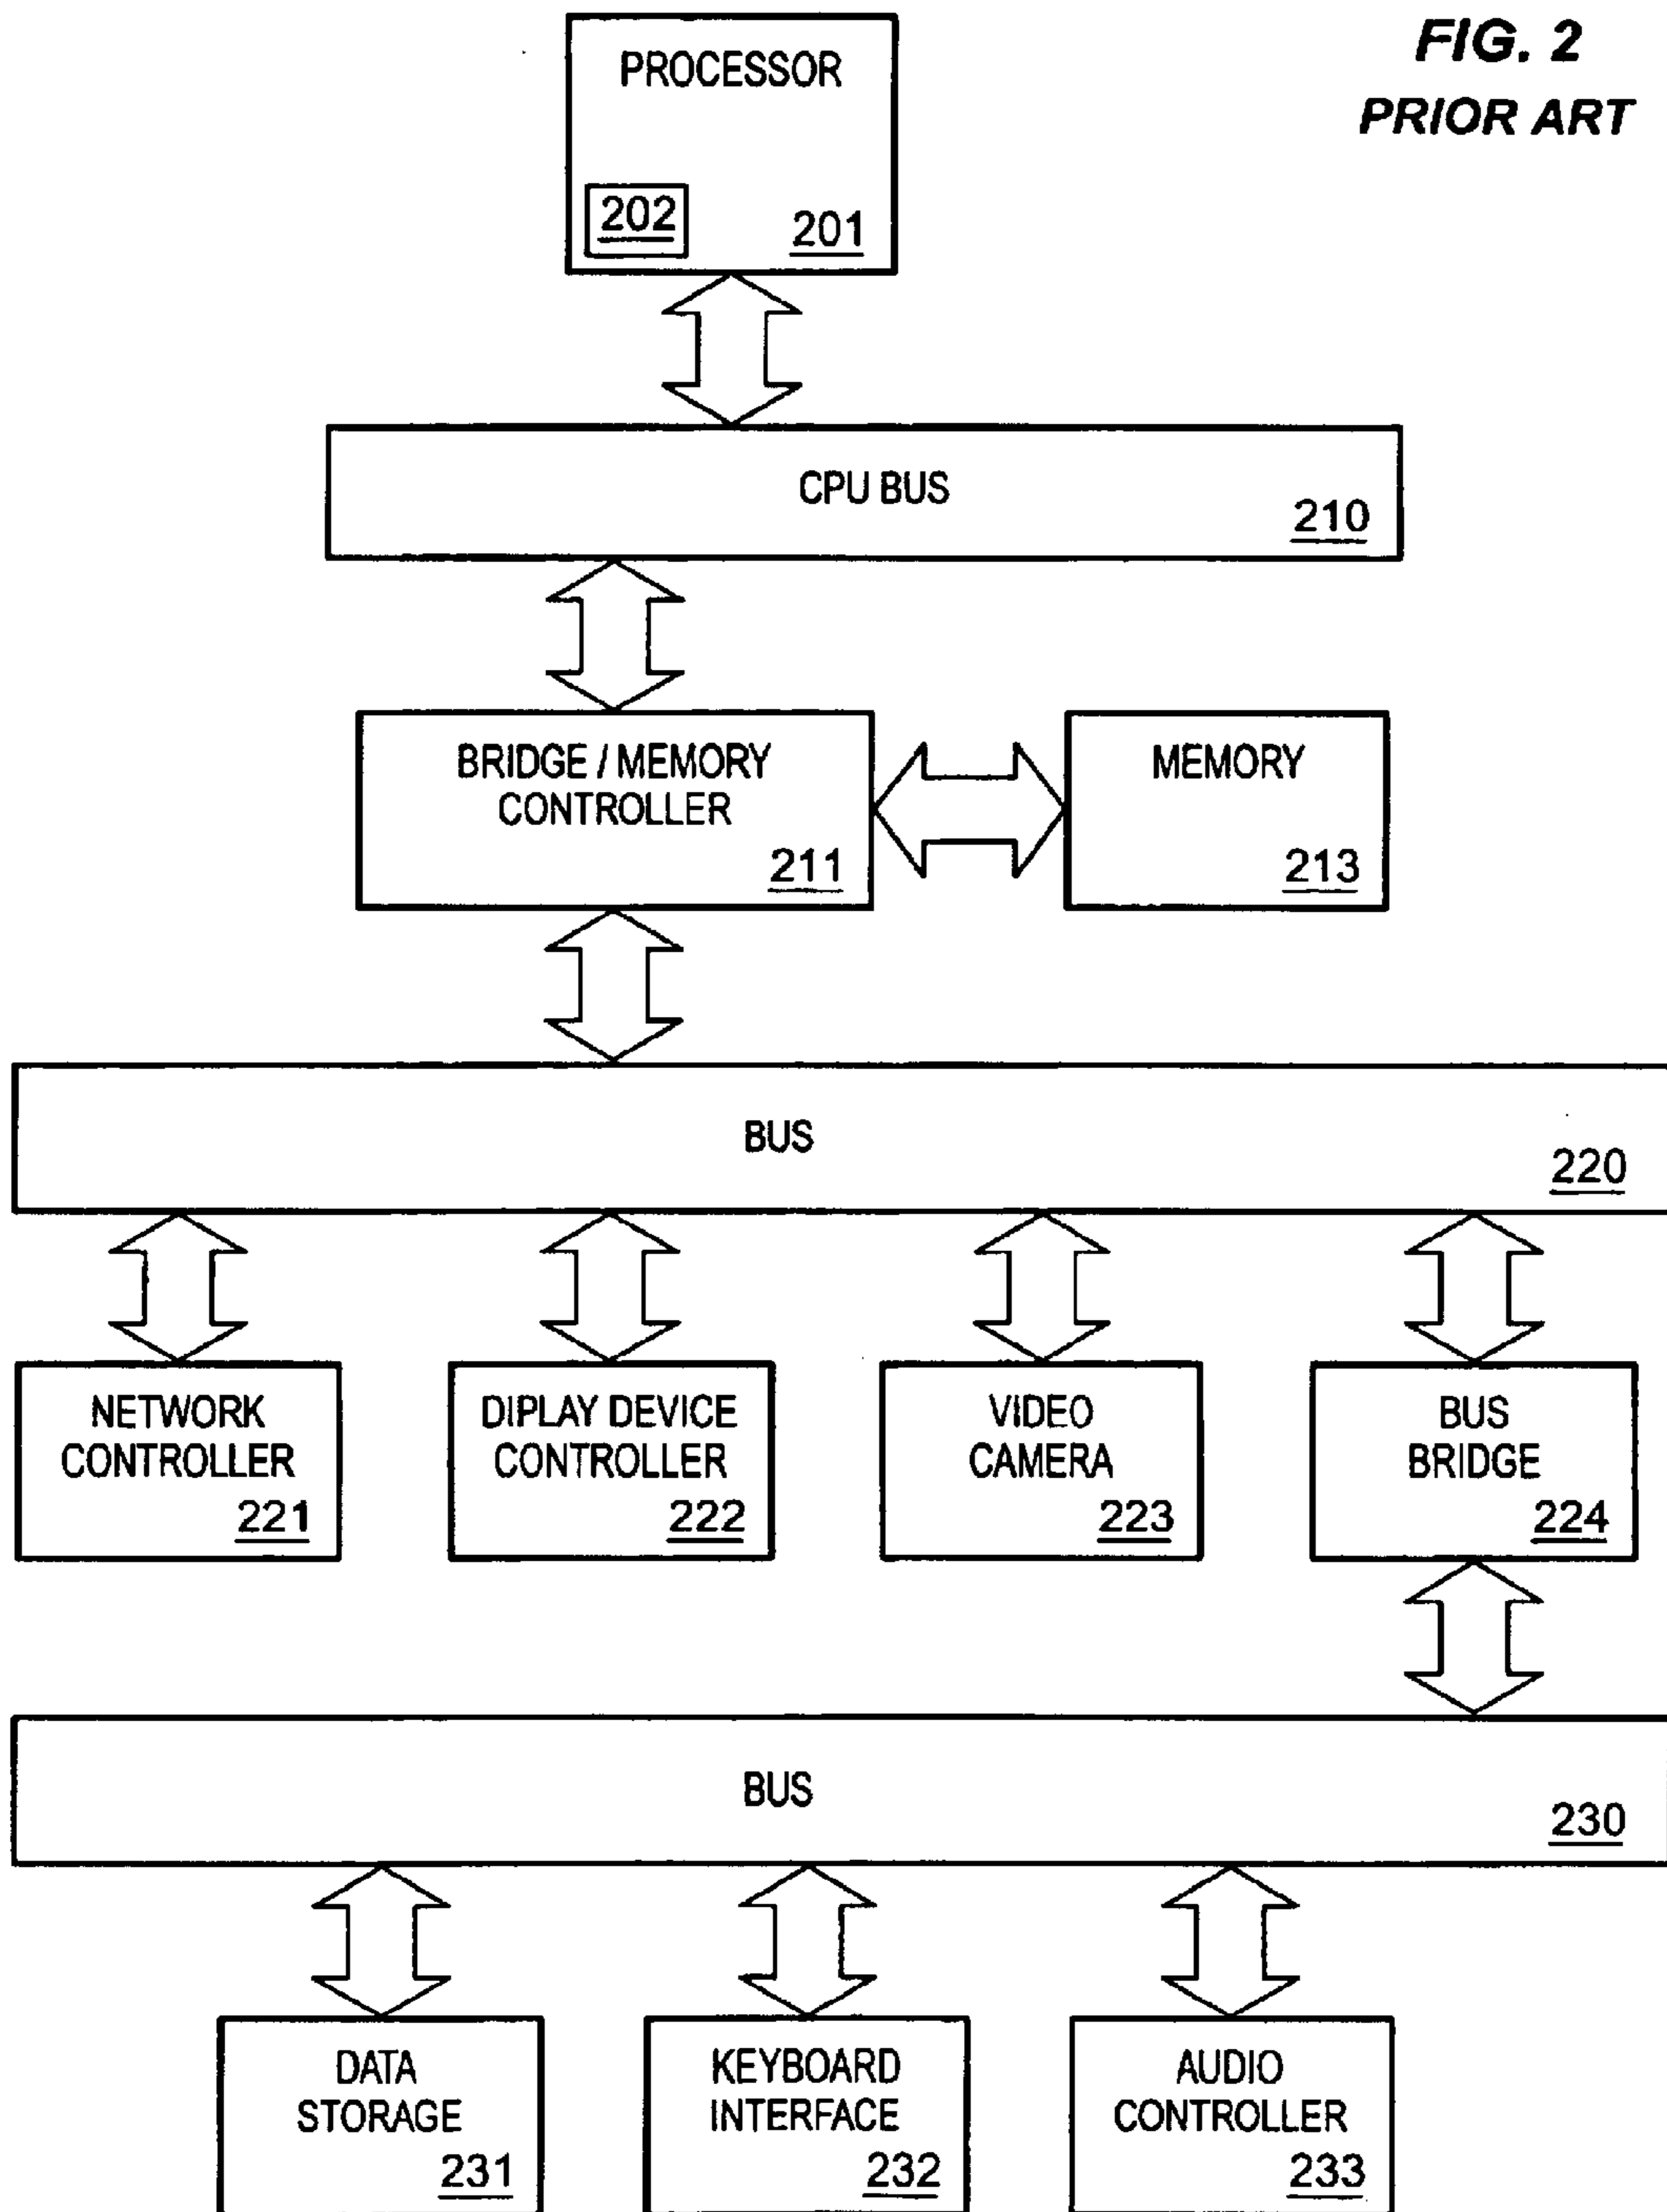 FIG. 2
PRIOR ART
PROCESSOR
202
201
CPU BUS
210
BRIDGE / MEMORY
CONTROLLER
211
MEMORY
213
BUS
220
NETWORK
CONTROLLER
221
DIPLAY DEVICE
CONTROLLER
222
VIDEO
CAMERA
223
BUS
BRIDGE
224
BUS
230
DATA
STORAGE
231
KEYBOARD
INTERFACE
232
AUDIO
CONTROLLER
233